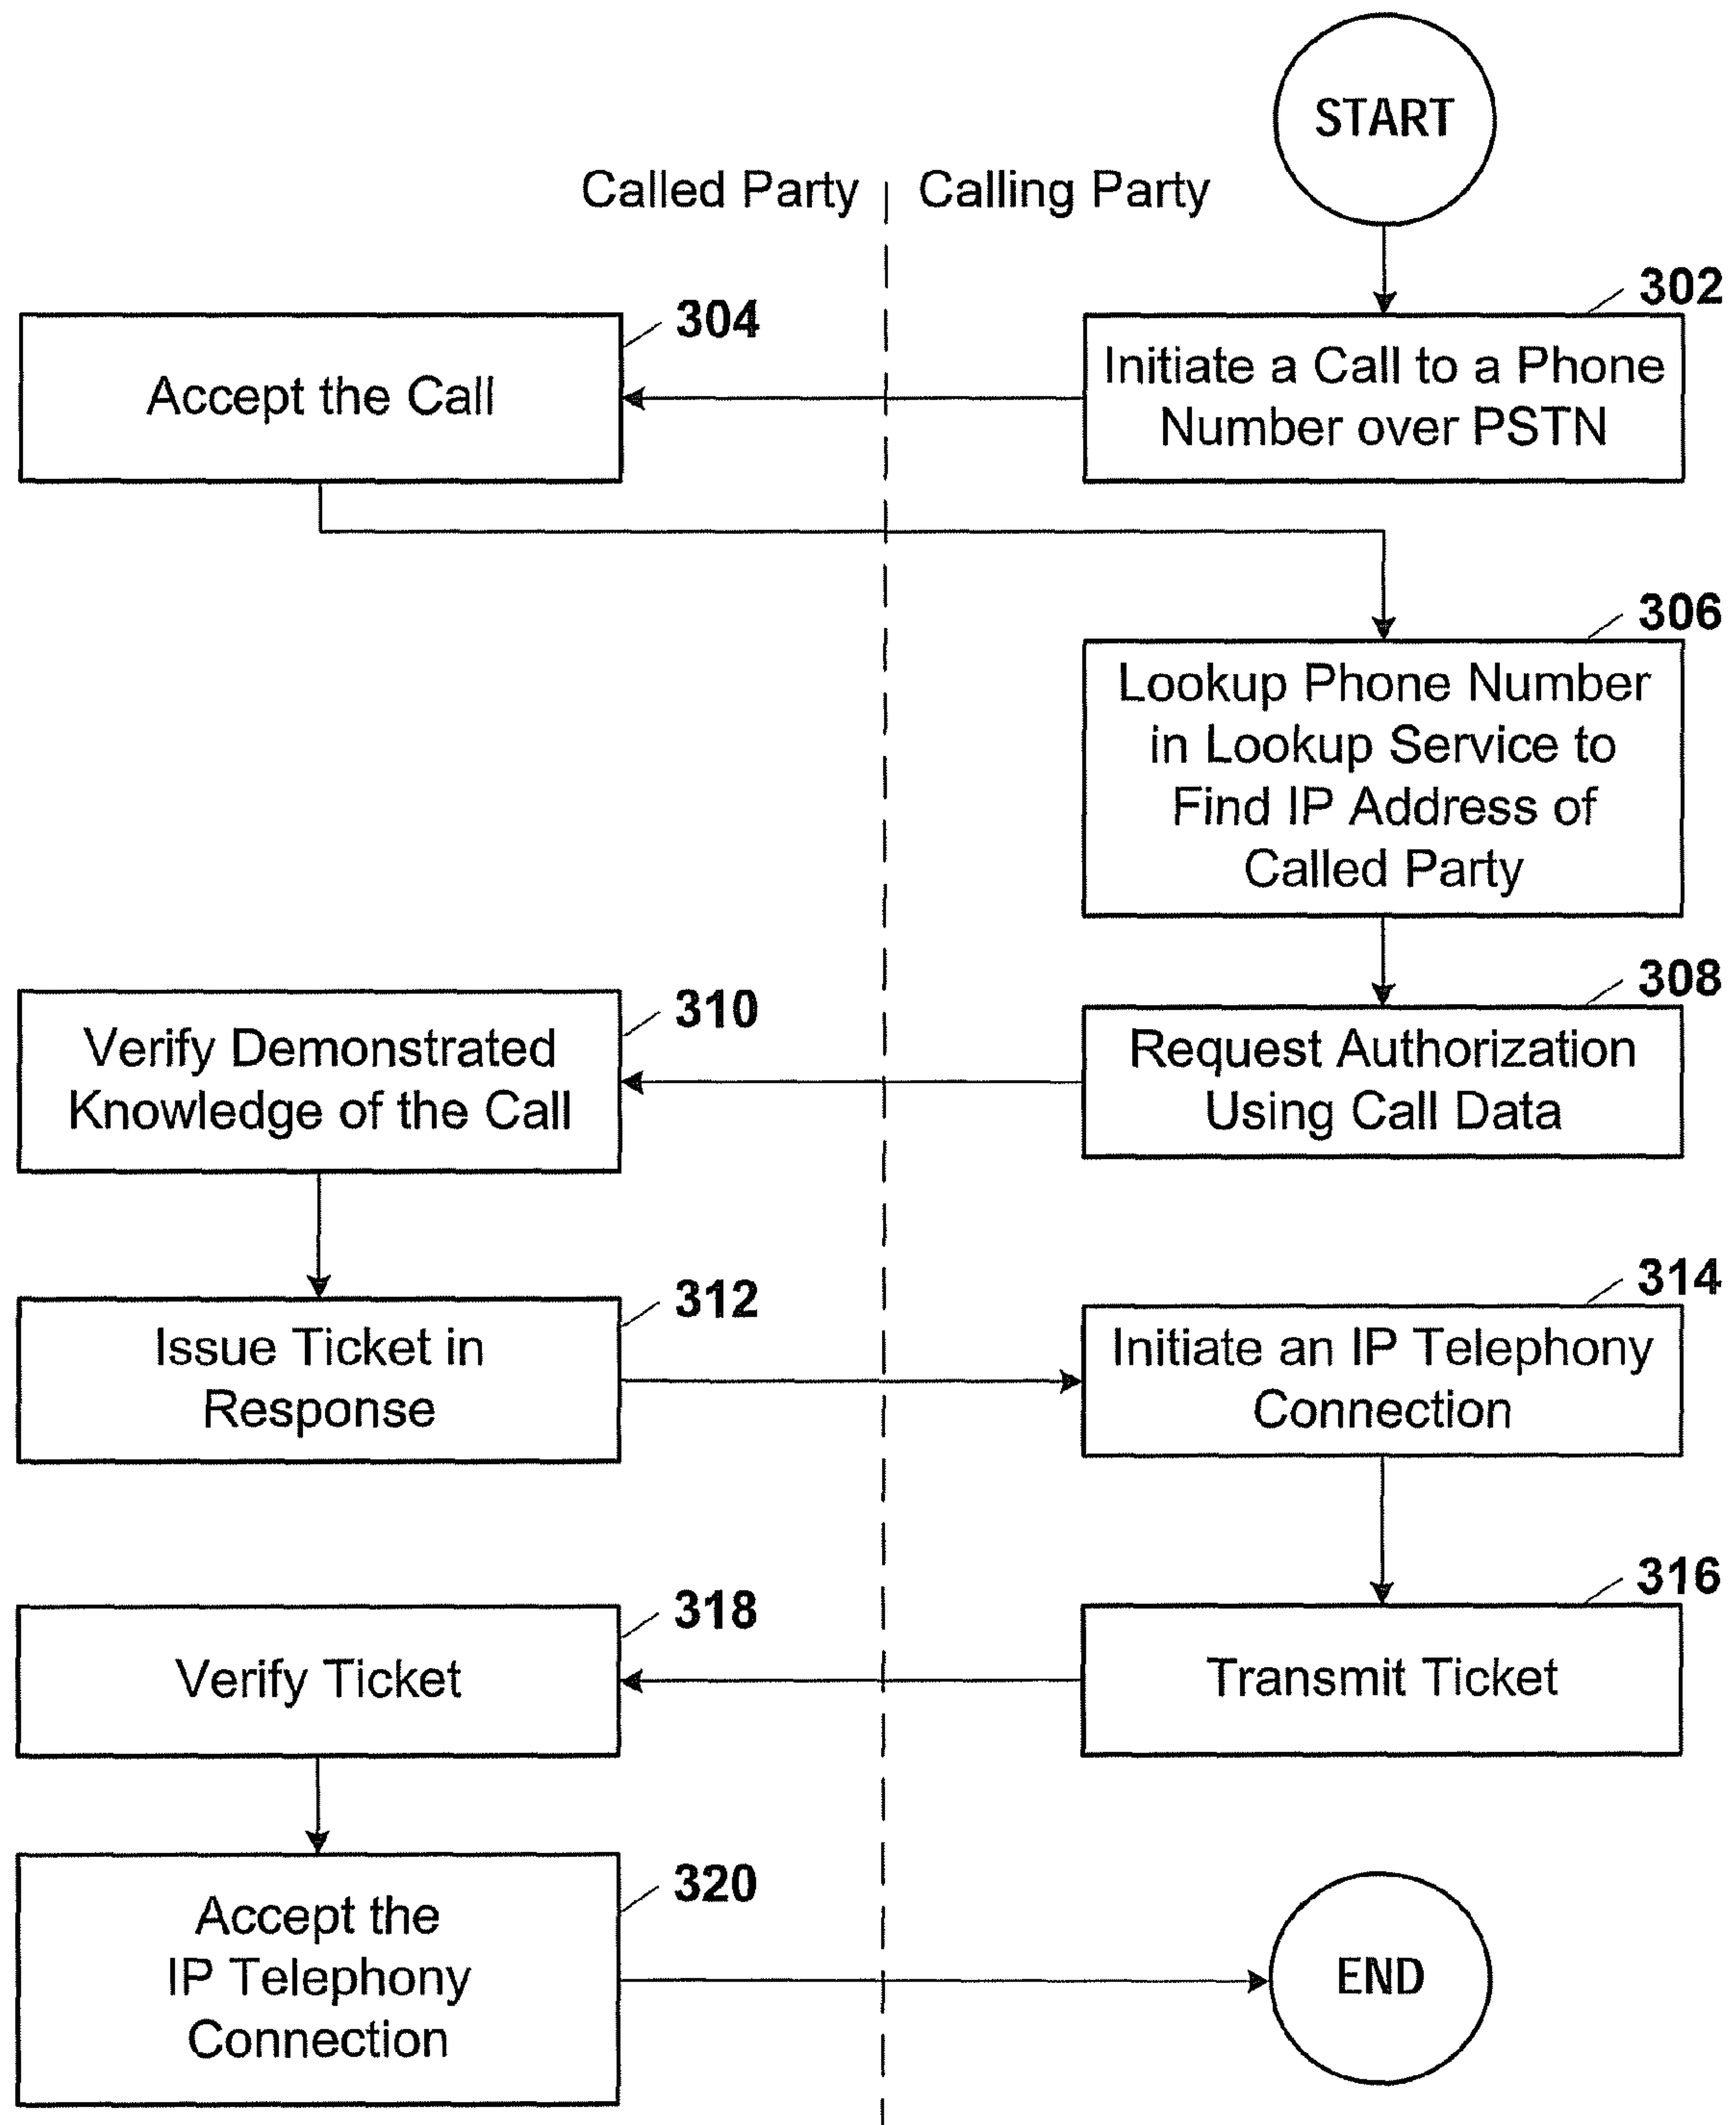 START
Called Party
Calling Party
302
Initiate a Call to a Phone
Number over PSTN
304
Accept the Call
306
Lookup Phone Number
in Lookup Service to
Find IP Address of
Called Party
308
Request Authorization
Using Call Data
310
Verify Demonstrated
Knowledge of the Call
312
Issue Ticket in
Response
314
Initiate an IP Telephony
Connection
316
Transmit Ticket
318
Verify Ticket
320
Accept the
IP Telephony
Connection
END